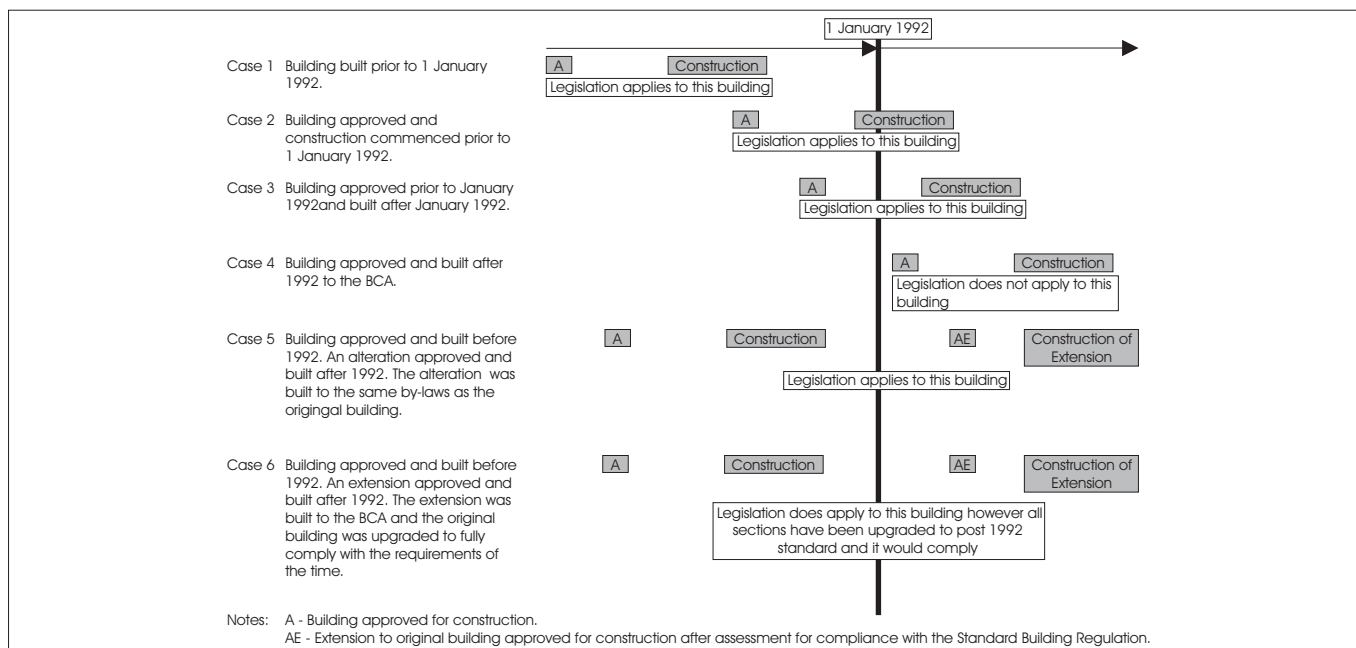 1 January 1992
Case 1 Building built prior to 1 January
1992.
A
Construction
Legislation applies to this building
Case 2 Building approved and
construction commenced prior to
1 January 1992.
A
Construction
Legislation applies to this building
Case 3 Building approved prior to January
1992and built after January 1992.
A
Construction
Legislation applies to this building
Case 4 Building approved and built after
1992 to the BCA.
A
Construction
Legislation does not apply to this
building
Case 5 Building approved and built before
1992. An alteration approved and
built after 1992. The alteration was
built to the same by-laws as the
origingal building.
A
Construction
AE
Construction of
Extension
Legislation applies to this building
Case 6 Building approved and built before
1992. An extension approved and
built after 1992. The extension was
built to the BCA and the original
building was upgraded to fully
comply with the requirements of
the time.
A
Construction
AE
Construction of
Extension
Legislation does apply to this building however all
sections have been upgraded to post 1992
standard and it would comply
Notes: A - Building approved for construction.
AE - Extension to original building approved for construction after assessment for compliance with the Standard Building Regulation.